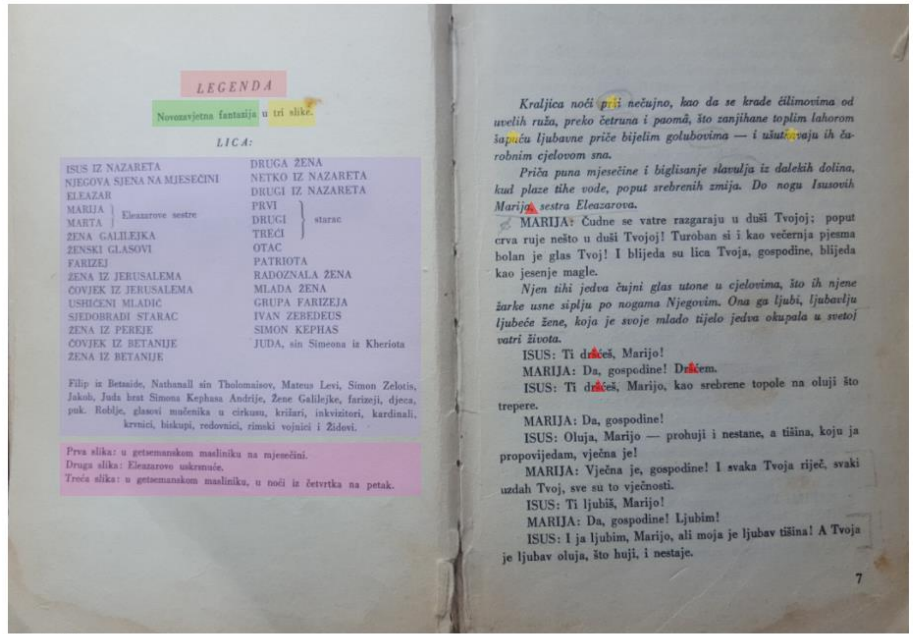 LEGENDA
Novozavjetna fantazija u tri slike.
LICA:
ISUS IZ NAZARETA
NJEGOVA SJENA NA MJESEČINI
ELEAZAR
MARIJA
MARTA
Eleazarove sestre
ŽENA GALILEJKA
ŽENSKI GLASOVI
FARIZEJ
ŽENA IZ JERUSALEMA
ČOVJEK IZ JERUSALEMA
USHIĆENI MLADIĆ
SJEDOBRADI STARAC
ŽENA IZ PEREJE
ČOVJEK IZ BETANIJE
ŽENA IZ BETANIJE
DRUGA ŽENA
NETKO IZ NAZARETA
DRUGI IZ NAZARETA
PRVI
DRUGI
TREĆI
starac
OTAC
PATRIOTA
RADOZNALA ŽENA
MLADA ŽENA
GRUPA FARIZEJA
IVAN ZEBEDEUS
SIMON KEPHAS
JUDA, sin Simeona iz Kheriota
Filip iz Betsaide, Nathanail sin Tholomaisov, Mateus Levi, Simon Zelotis,
Jakob, Juda brat Simona Kephasa Andrije, Žene Galilejke, farizeji, djeca,
puk. Roblje, glasovi mučenika u cirkusu, križari, inkvizitori, kardinali,
krvnici, biskupi, redovnici, rimski vojnici i Židovi.
Prva slika: u getsemanskom masliniku na mjesečini.
Druga slika: Eleazarovo uskrsnuće.
Treća slika: u getsemanskom masliniku, u noći iz četvrtka na petak.
Kraljica noći priči nečujno, kao da se krade ćilimovima od
uvelih ruža, preko četruna i paoma, što zanjihane toplim lahorom
šapuću ljubavne priče bijelim golubovima — i ušutkavaju ih ča-
robnim cjelovom sna.
Priča puna mjesečine i biglisanje slavulja iz dalekih dolina,
kud plaze tihe vode, poput srebrenih zmija. Do nogu Isusovih
Marija, sestra Eleazarova.
MARIJA: Čudne se vatre razgaraju u duši Tvojoj; poput
crva ruje nešto u duši Tvojoj! Turoban si i kao večernja pjesma
bolan je glas Tvoj! I blijeda su lica Tvoja, gospodine, blijeda
kao jesenje magle.
Njen tihi jedva čujni glas utone u cjelovima, što ih njene
žarke usne siplju po nogama Njegovim. Ona ga ljubi, ljubavlju
ljubeće žene, koja je svoje mlado tijelo jedva okupala u svetoj
vatri života.
ISUS: Ti dršćeš, Marijo!
MARIJA: Da, gospodine! Dršćem.
ISUS: Ti dršćeš, Marijo, kao srebrene topole na oluji što
trepere.
MARIJA: Da, gospodine!
ISUS: Oluja, Marijo — prohuji i nestane, a tišina, koju ja
propovijedam, vječna je!
MARIJA: Vječna je, gospodine! I svaka Tvoja riječ, svaki
uzdah Tvoj, sve su to vječnosti.
ISUS: Ti ljubiš, Marijo!
MARIJA: Da, gospodine! Ljubim!
ISUS: I ja ljubim, Marijo, ali moja je ljubav tišina! A Tvoja
je ljubav oluja, što huji, i nestaje.
7